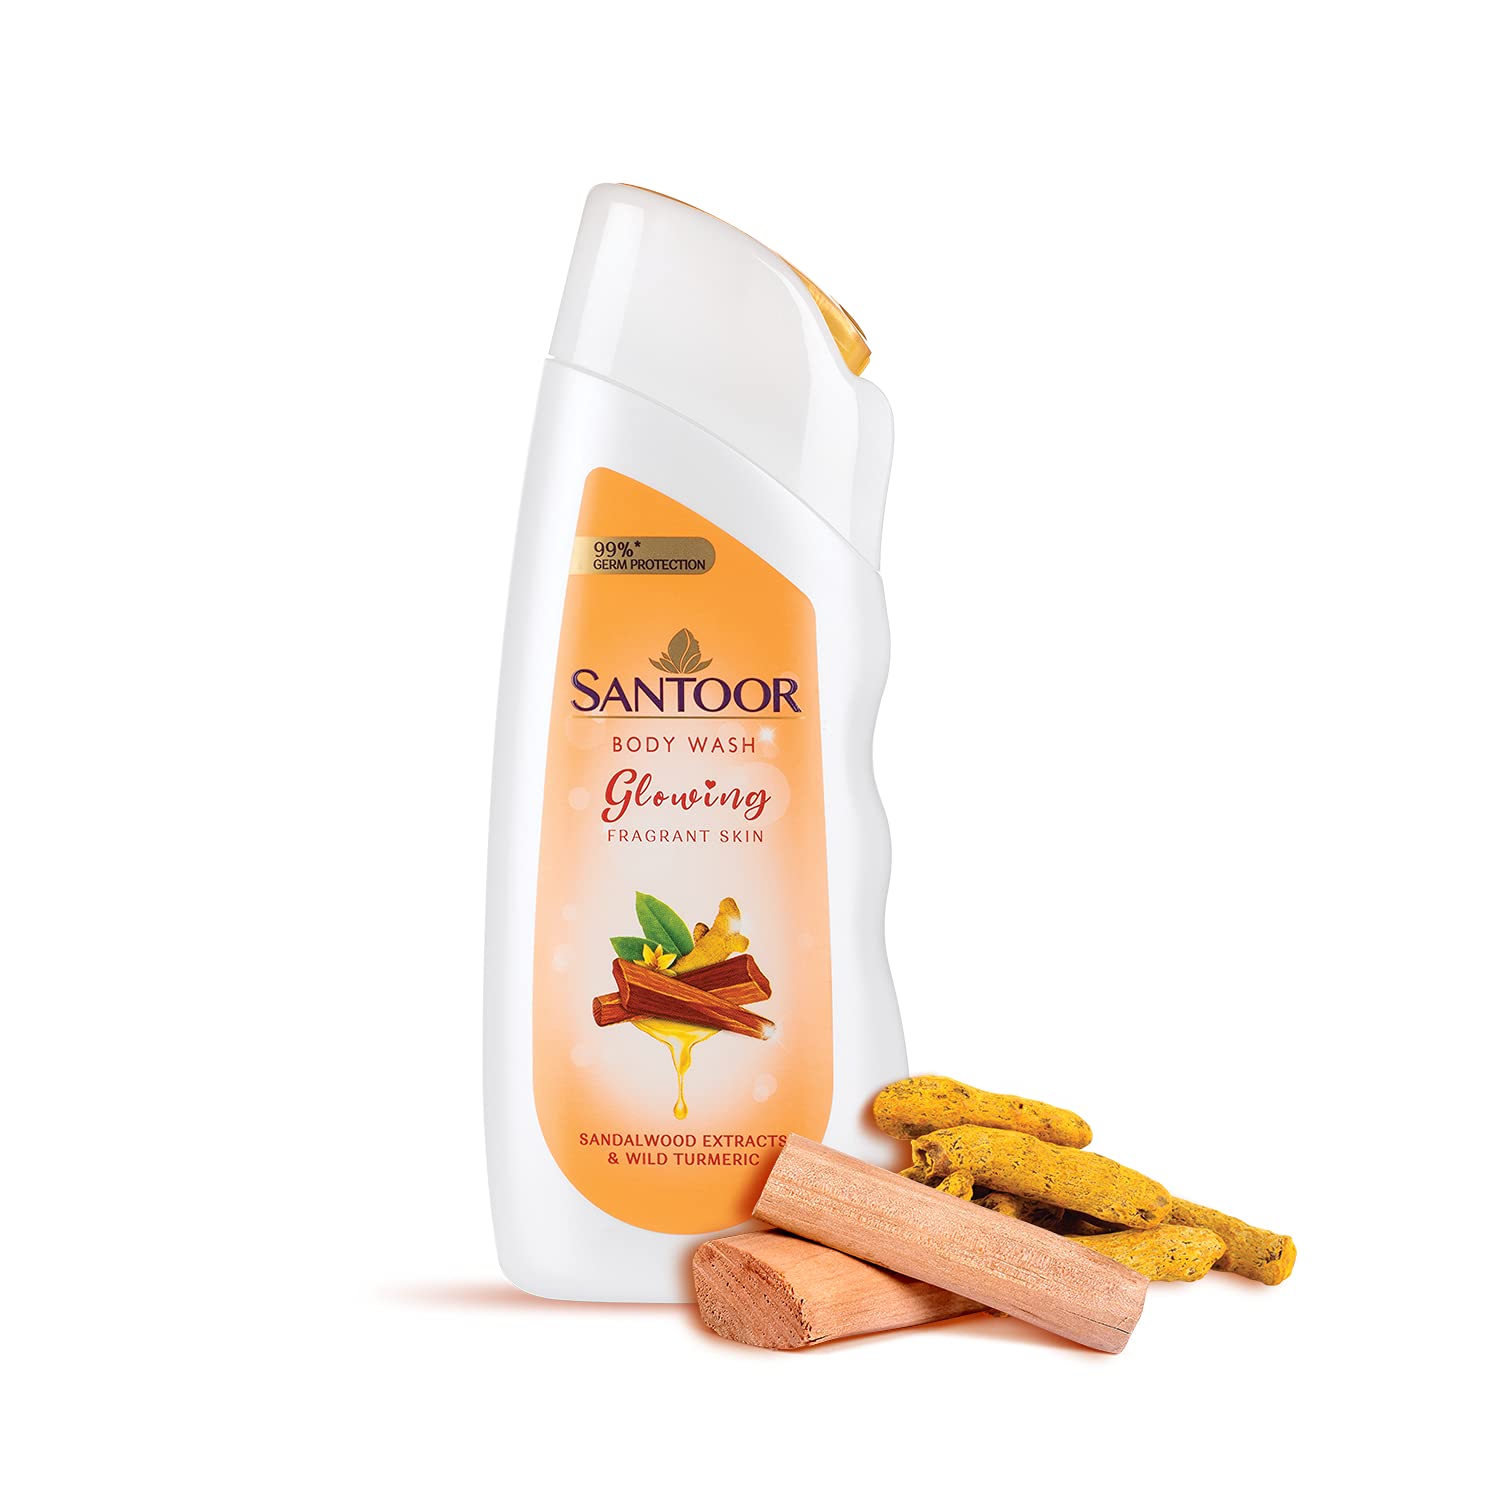 99%*
GERM PROTECTION
SANTOOR
BODY WASH
Glowing
FRAGRANT SKIN
SANDALWOOD EXTRACTS
& WILD TURMERIC